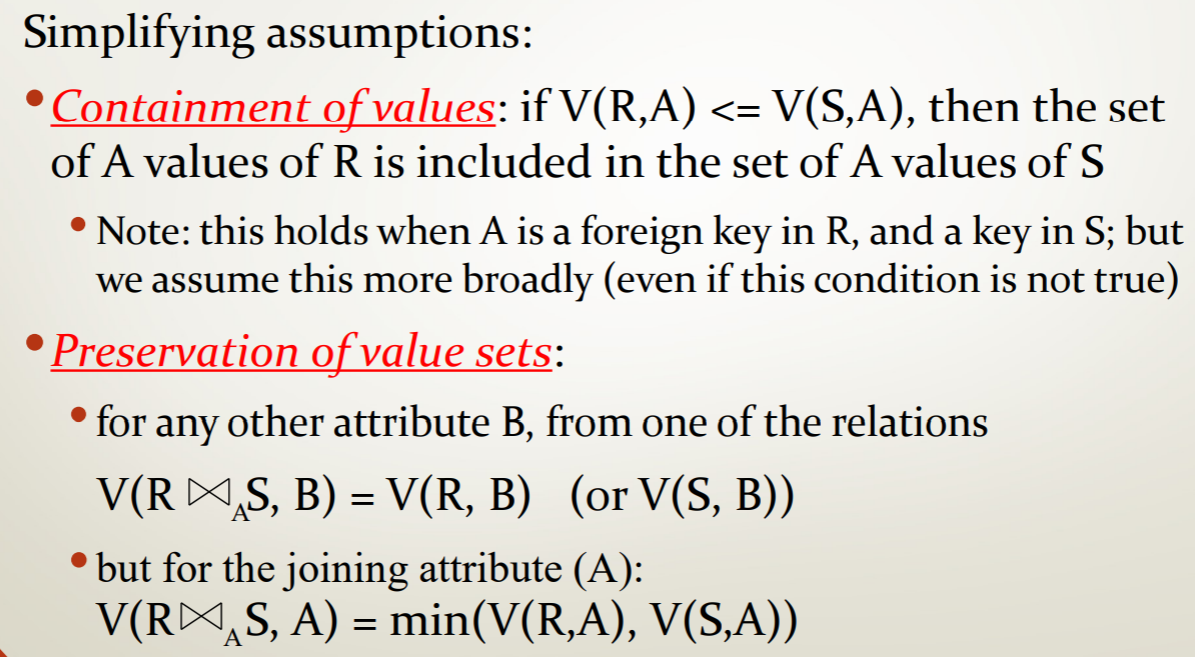 Simplifying assumptions:
• Containment of values: if V(R,A) <= V(S,A), then the set
of A values of R is included in the set of A values of S
• Note: this holds when A is a foreign key in R, and a key in S; but
we assume this more broadly (even if this condition is not true)
• Preservation of value sets:
• for any other attribute B, from one of the relations
V(R ⋈A S, B) = V(R, B) (or V(S, B))
• but for the joining attribute (A):
V(R⋈A S, A) = min(V(R,A), V(S,A))